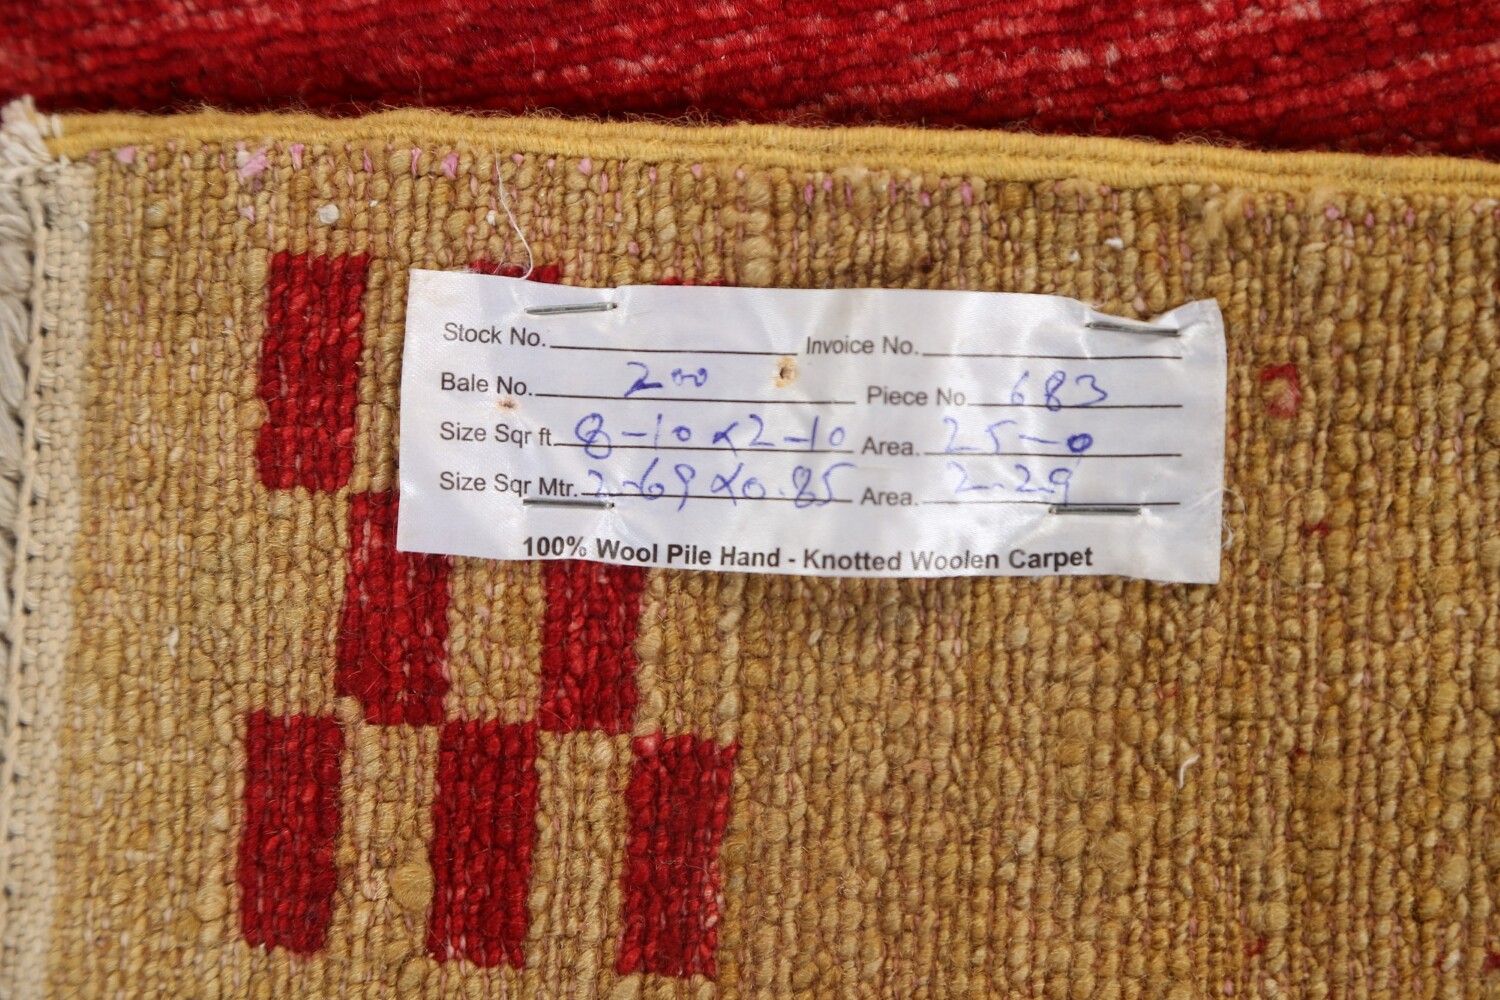 Stock No. Invoice No.
Bale No. 200 Piece No 683
Size Sqr ft. 8-10 x 2-10 Area. 25-0
Size Sqr Mtr. 2-69 x 0.85 Area. 2-29
100% Wool Pile Hand - Knotted Woolen Carpet